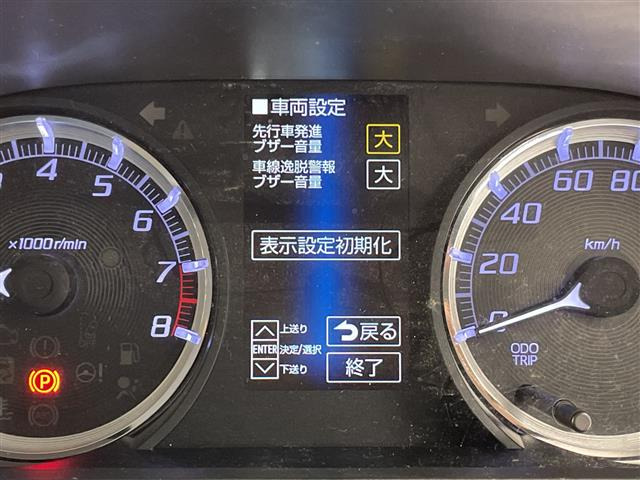 ■車両設定
先行車発進
ブザー音量
大
車線逸脱警報
ブザー音量
大
表示設定初期化
上送り
ENTER 決定/選択
下送り
戻る
終了
4
5
6
7
8
×1000r/min
P
0
20
40
60
80
km/h
ODO
TRIP